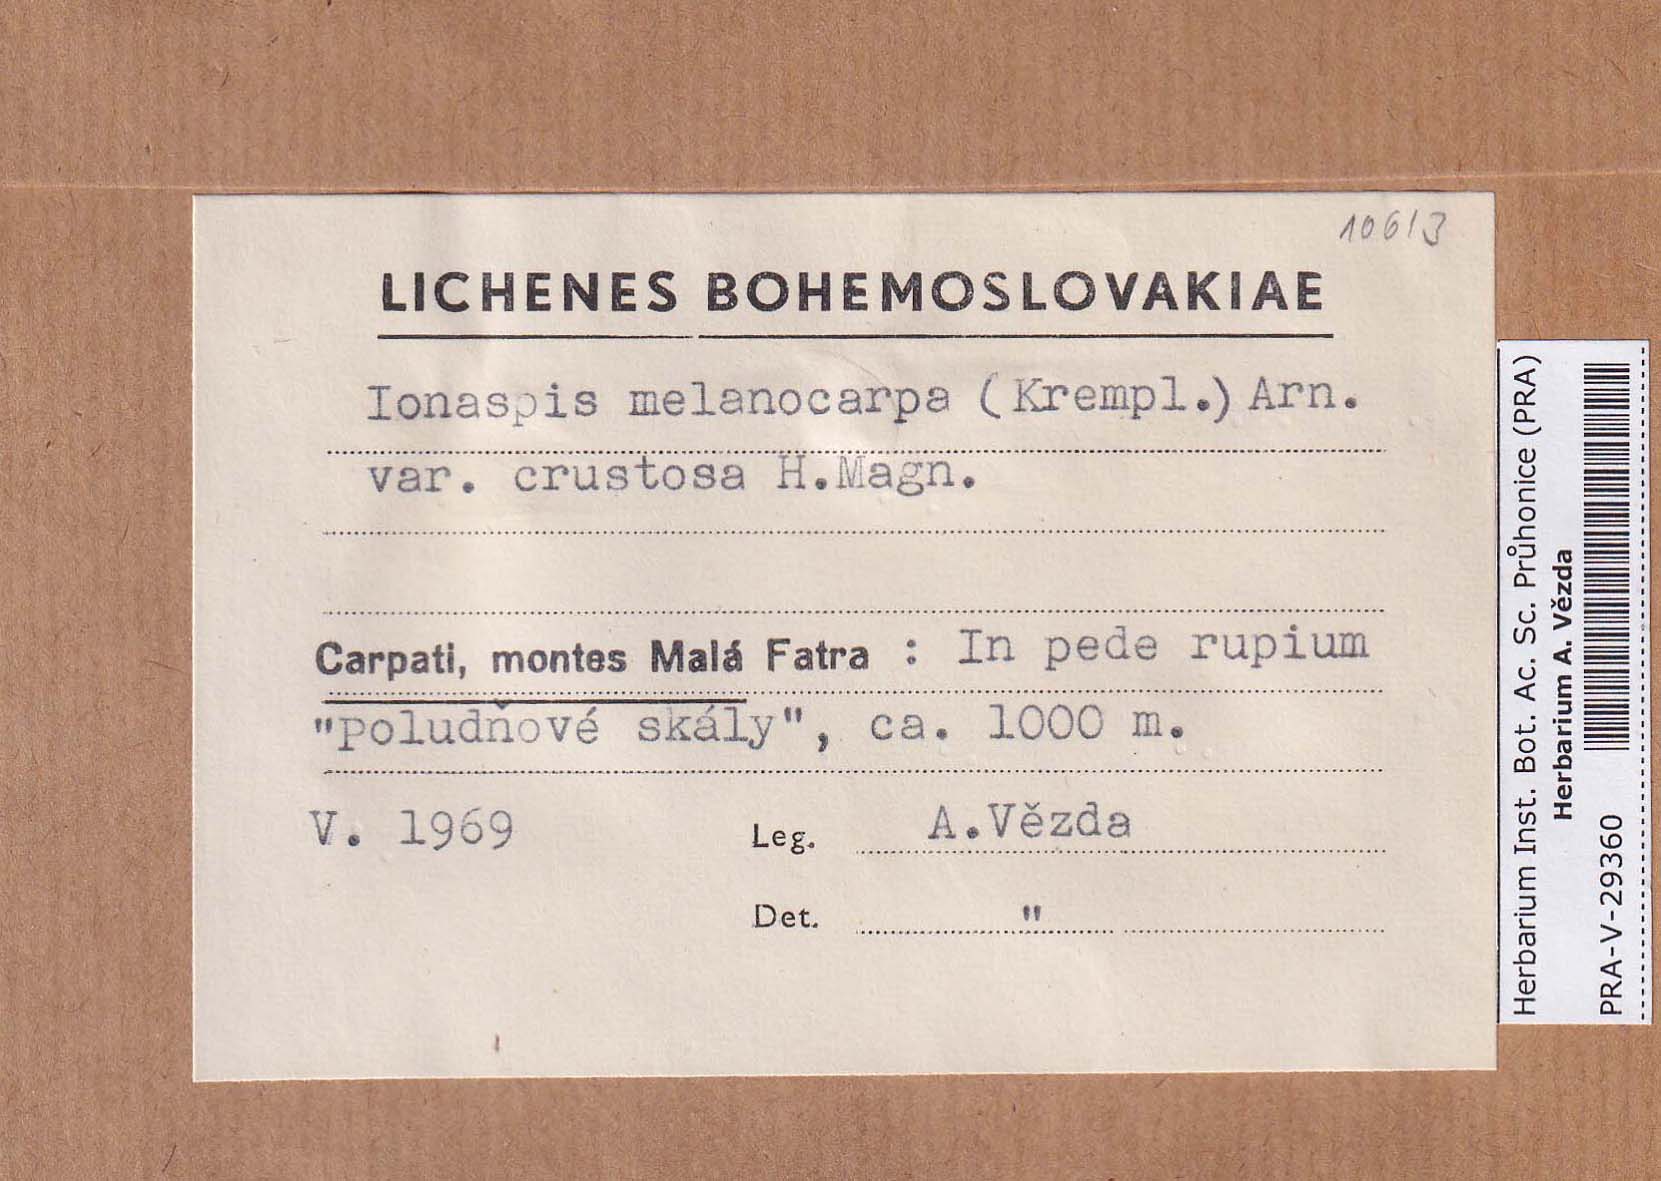 10613
LICHENES BOHEMOSLOVAKIAE
Ionaspis melanocarpa (Krempl.) Arn.
var. crustosa H.Magn.
Carpati, montes Malá Fatra : In pede rupium
"Poludňové skály", ca. 1000 m.
V. 1969 Leg. A.Vězda
Det. "
Herbarium Inst. Bot. Ac. Sc. Průhonice (PRA)
Herbarium A. Vězda
PRA-V-29360